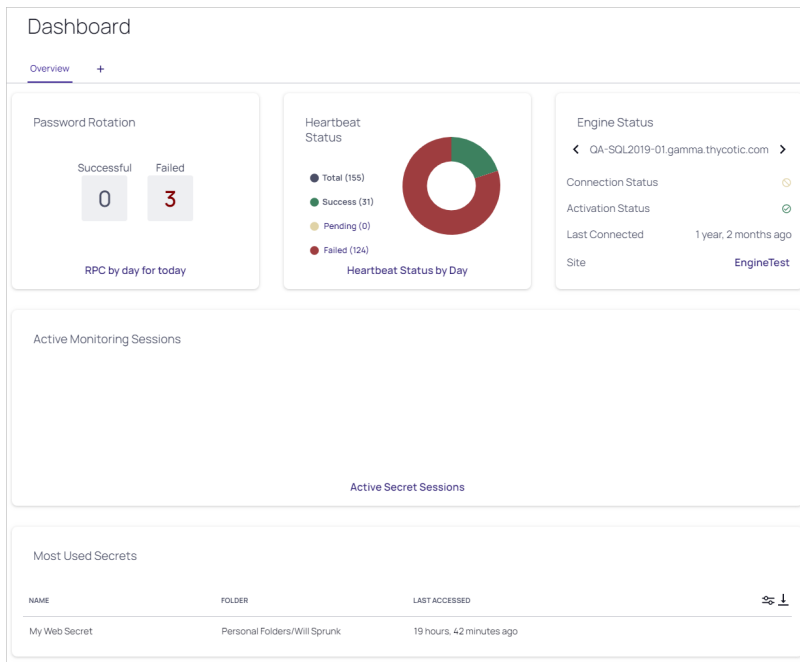 Dashboard
Overview +
Password Rotation
Successful Failed
0 3
RPC by day for today
Heartbeat
Status
Total (155)
Success (31)
Pending (0)
Failed (124)
Heartbeat Status by Day
Engine Status
QA-SQL2019-01.gamma.thycotic.com
Connection Status
Activation Status
Last Connected 1 year, 2 months ago
Site EngineTest
Active Monitoring Sessions
Active Secret Sessions
Most Used Secrets
NAME FOLDER LAST ACCESSED
My Web Secret Personal Folders/Will Sprunk 19 hours, 42 minutes ago